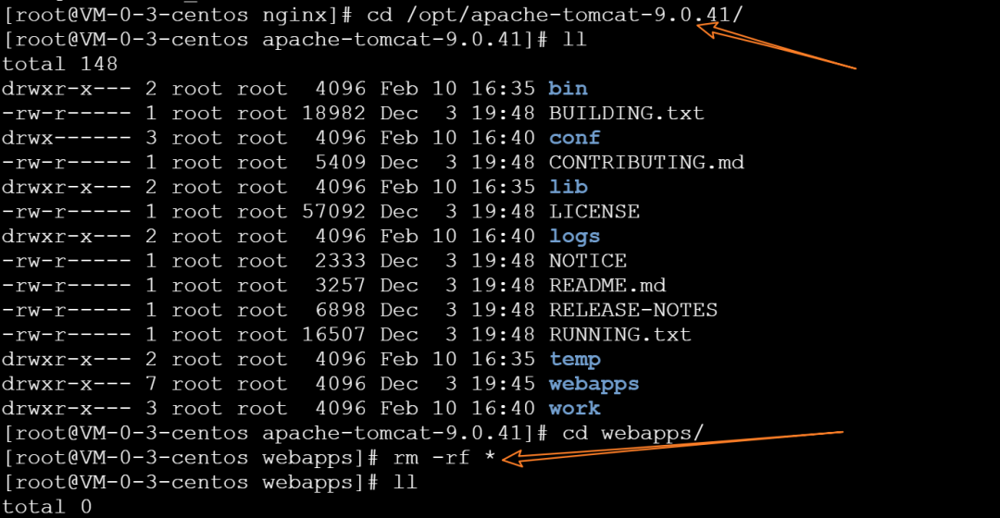 [root@VM-0-3-centos nginx]# cd /opt/apache-tomcat-9.0.41/
[root@VM-0-3-centos apache-tomcat-9.0.41]# ll
total 148
drwxr-x--- 2 root root  4096 Feb 10 16:35 bin
-rw-r----- 1 root root 18982 Dec  3 19:48 BUILDING.txt
drwx------ 3 root root  4096 Feb 10 16:40 conf
-rw-r----- 1 root root  5409 Dec  3 19:48 CONTRIBUTING.md
drwxr-x--- 2 root root  4096 Feb 10 16:35 lib
-rw-r----- 1 root root 57092 Dec  3 19:48 LICENSE
drwxr-x--- 2 root root  4096 Feb 10 16:40 logs
-rw-r----- 1 root root  2333 Dec  3 19:48 NOTICE
-rw-r----- 1 root root  3257 Dec  3 19:48 README.md
-rw-r----- 1 root root  6898 Dec  3 19:48 RELEASE-NOTES
-rw-r----- 1 root root 16507 Dec  3 19:48 RUNNING.txt
drwxr-x--- 2 root root  4096 Feb 10 16:35 temp
drwxr-x--- 7 root root  4096 Dec  3 19:45 webapps
drwxr-x--- 3 root root  4096 Feb 10 16:40 work
[root@VM-0-3-centos apache-tomcat-9.0.41]# cd webapps/
[root@VM-0-3-centos webapps]# rm -rf *
[root@VM-0-3-centos webapps]# ll
total 0